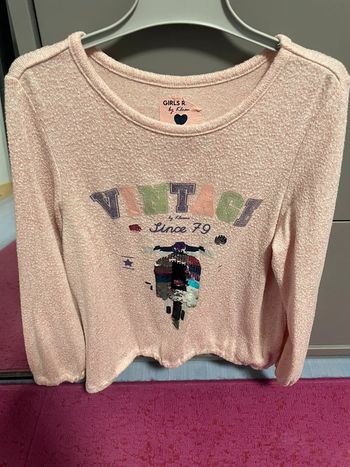 GIRLS R.
VINTAGE
Since 79